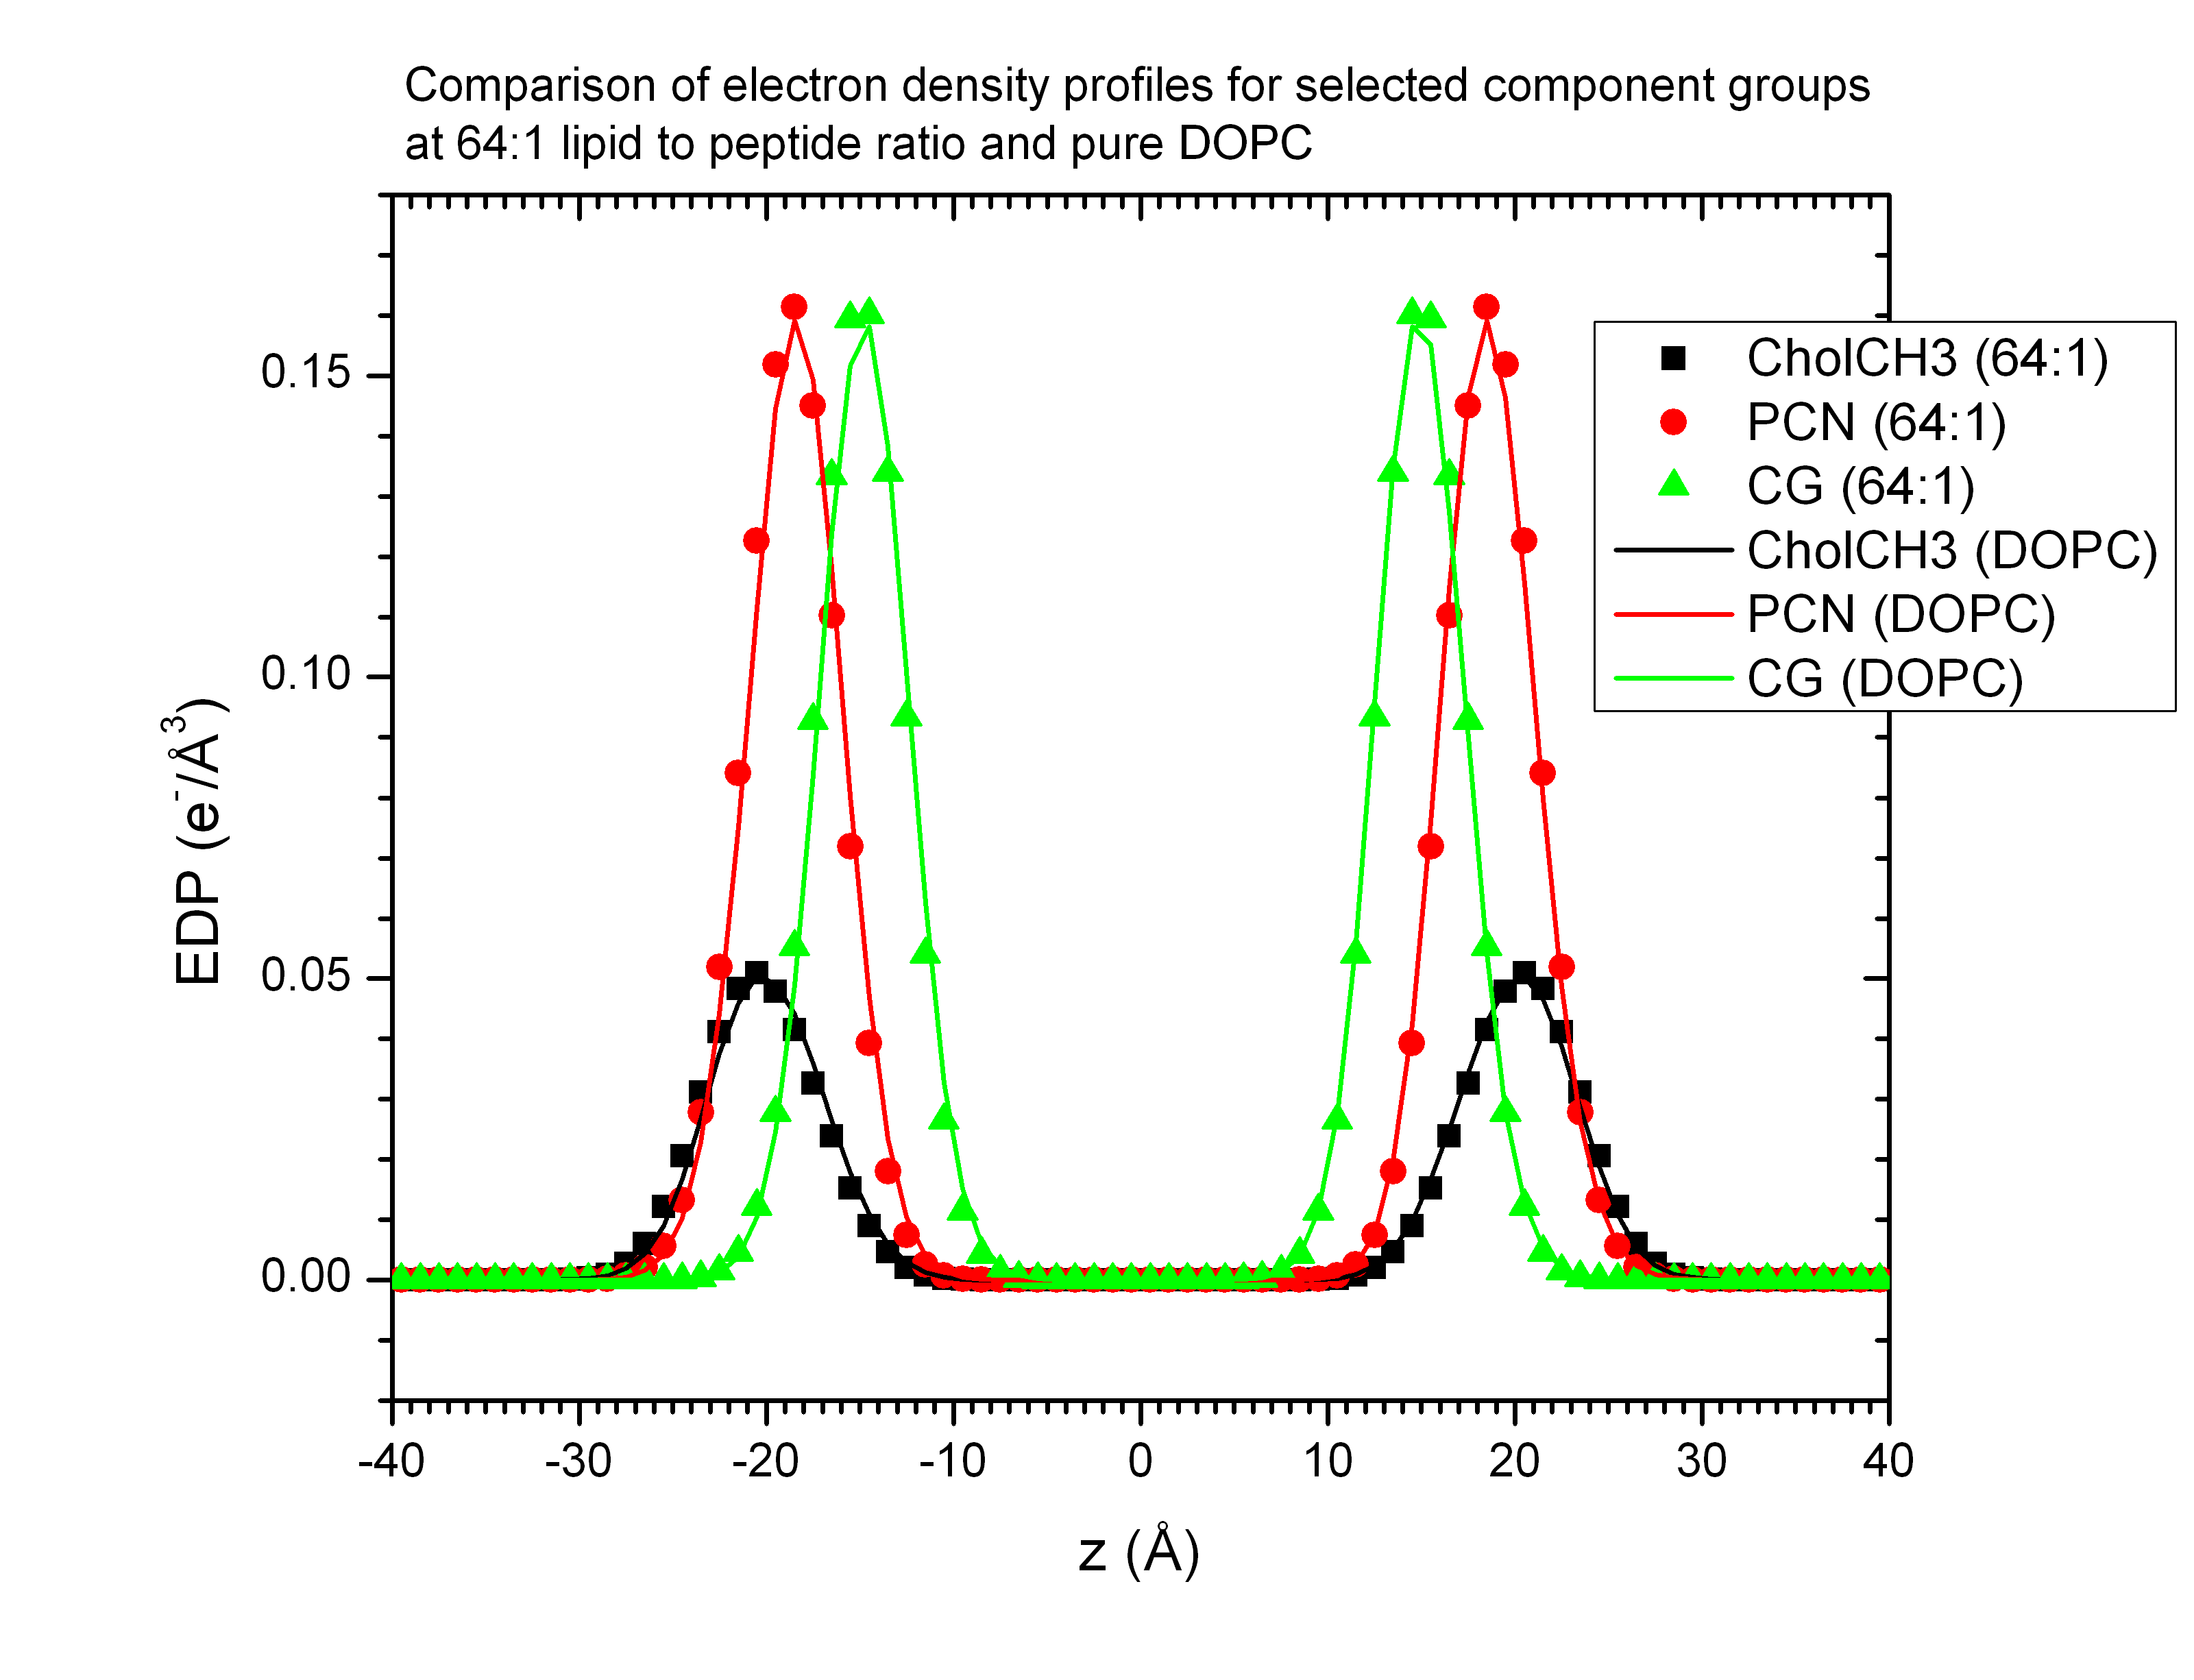 Comparison of electron density profiles for selected component groups
at 64:1 lipid to peptide ratio and pure DOPC
EDP (e⁻/Å³)
0.15
0.10
0.05
0.00
CholCH3 (64:1)
PCN (64:1)
CG (64:1)
CholCH3 (DOPC)
PCN (DOPC)
CG (DOPC)
-40 -30 -20 -10 0 10 20 30 40
z (Å)